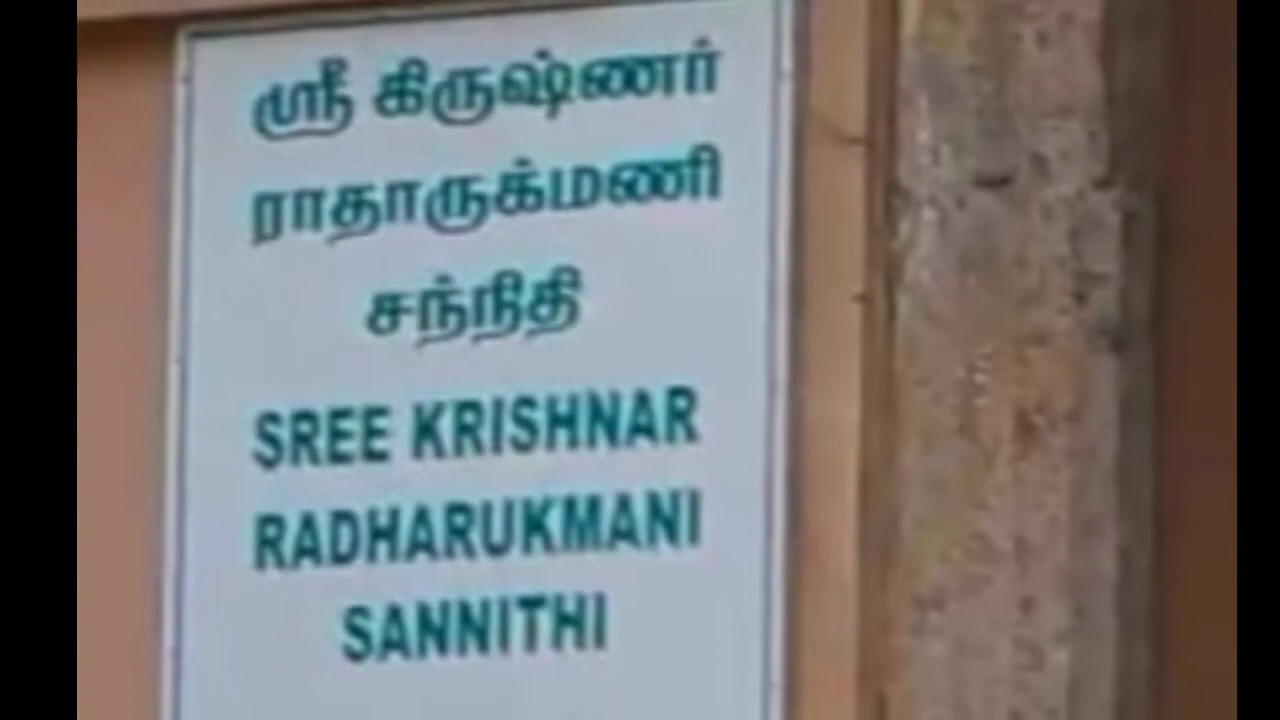 ஸ்ரீ கிருஷ்ணர்
ராதாருக்மணி
சந்நிதி
SREE KRISHNAR
RADHARUKMANI
SANNITHI